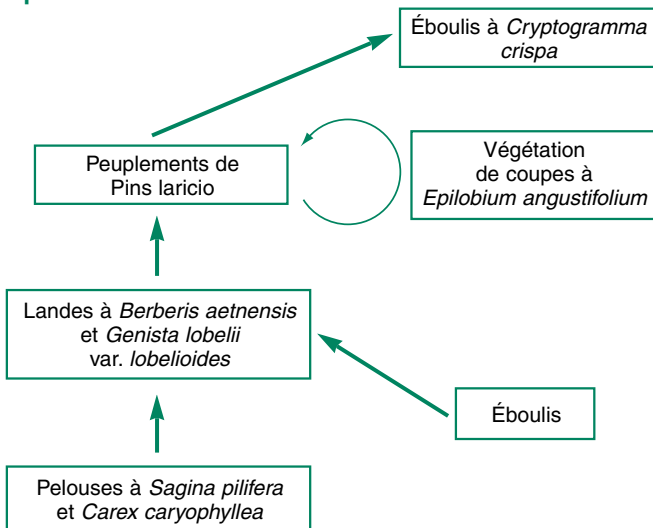 Éboulis à Cryptogramma
crispa
Peuplements de
Pins laricio
Végétation
de coupes à
Epilobium angustifolium
Landes à Berberis aetnensis
et Genista lobelii
var. lobelioides
Éboulis
Pelouses à Sagina pilifera
et Carex caryophyllea